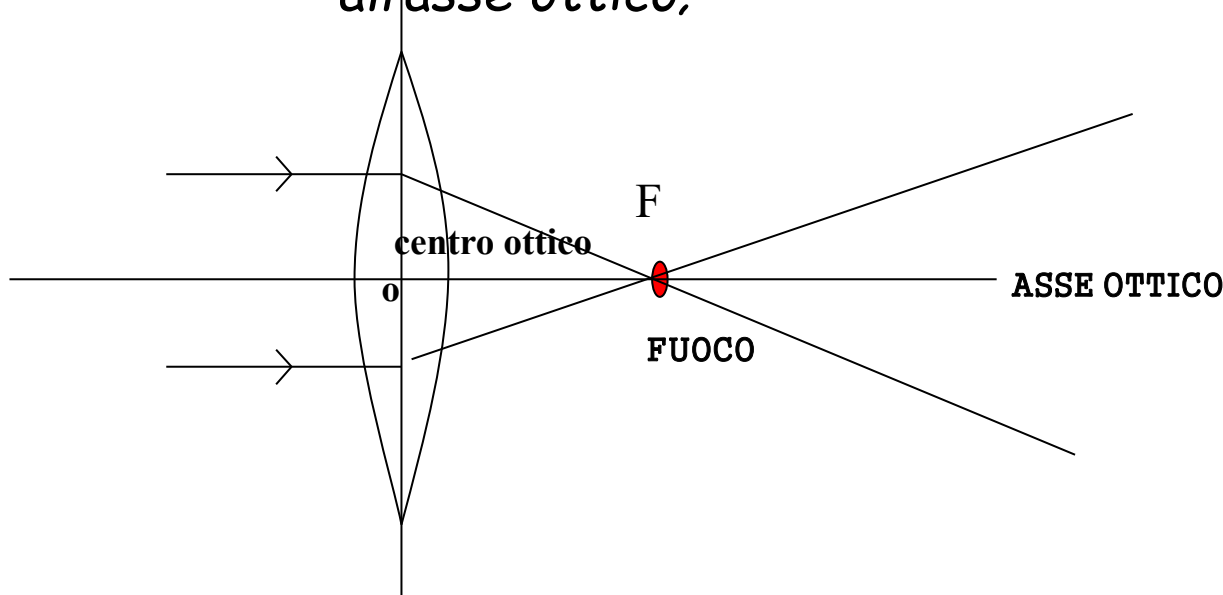 all'asse ottico,
F
centro ottico
o
ASSE OTTICO
FUOCO